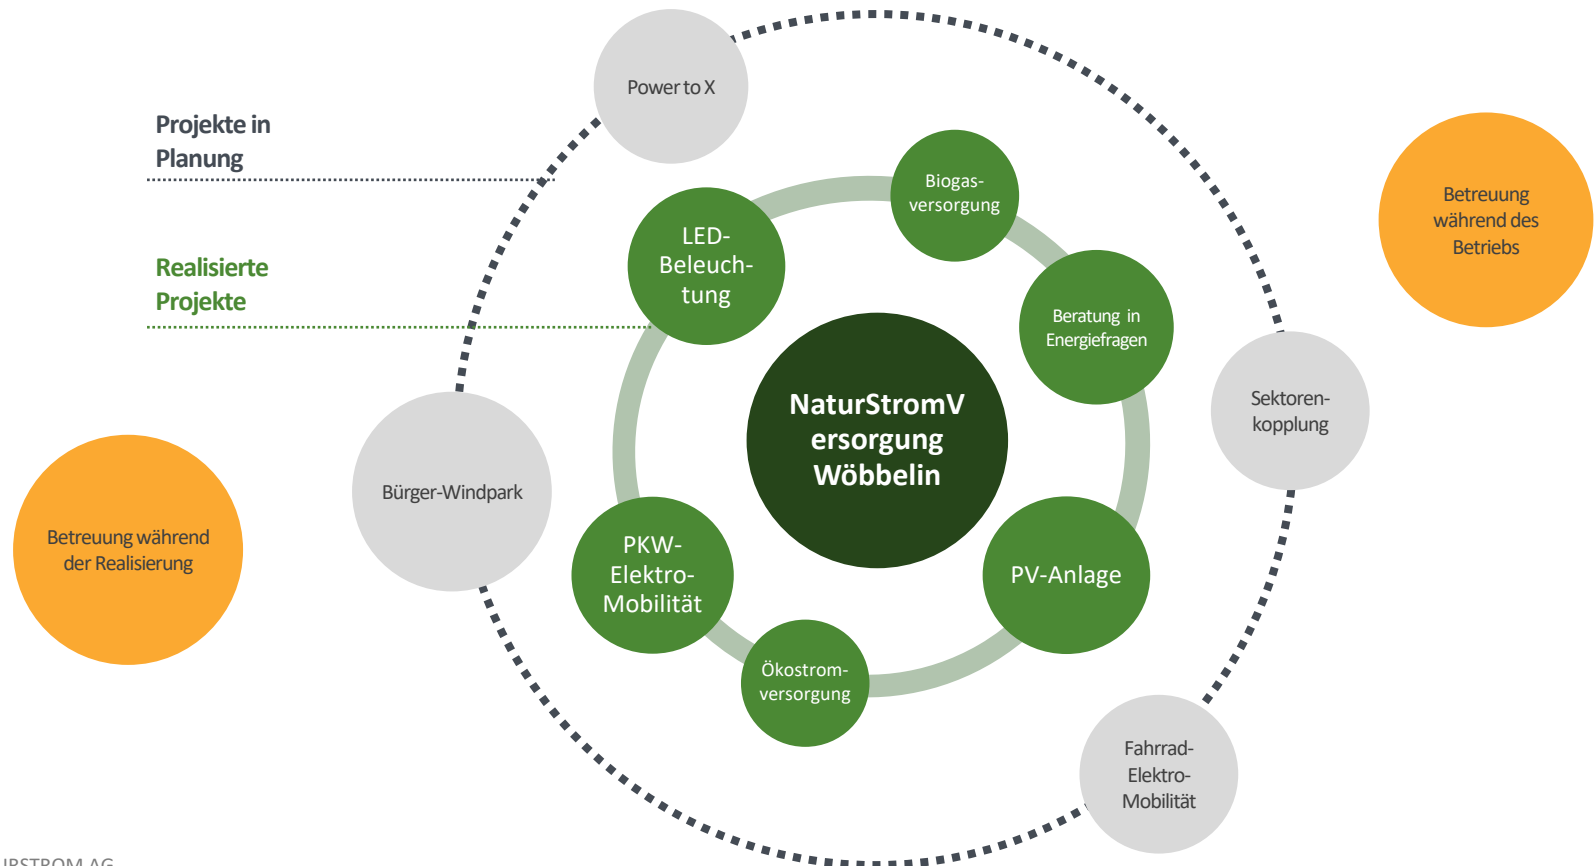 Power to X
Projekte in
Planung
Biogas-
versorgung
Betreuung
während des
Betriebs
LED-
Beleuch-
tung
Realisierte
Projekte
Beratung in
Energiefragen
NaturStromV
ersorgung
Wöbbelin
Sektoren-
kopplung
Bürger-Windpark
Betreuung während
der Realisierung
PKW-
Elektro-
Mobilität
PV-Anlage
Ökostrom-
versorgung
Fahrrad-
Elektro-
Mobilität
AG